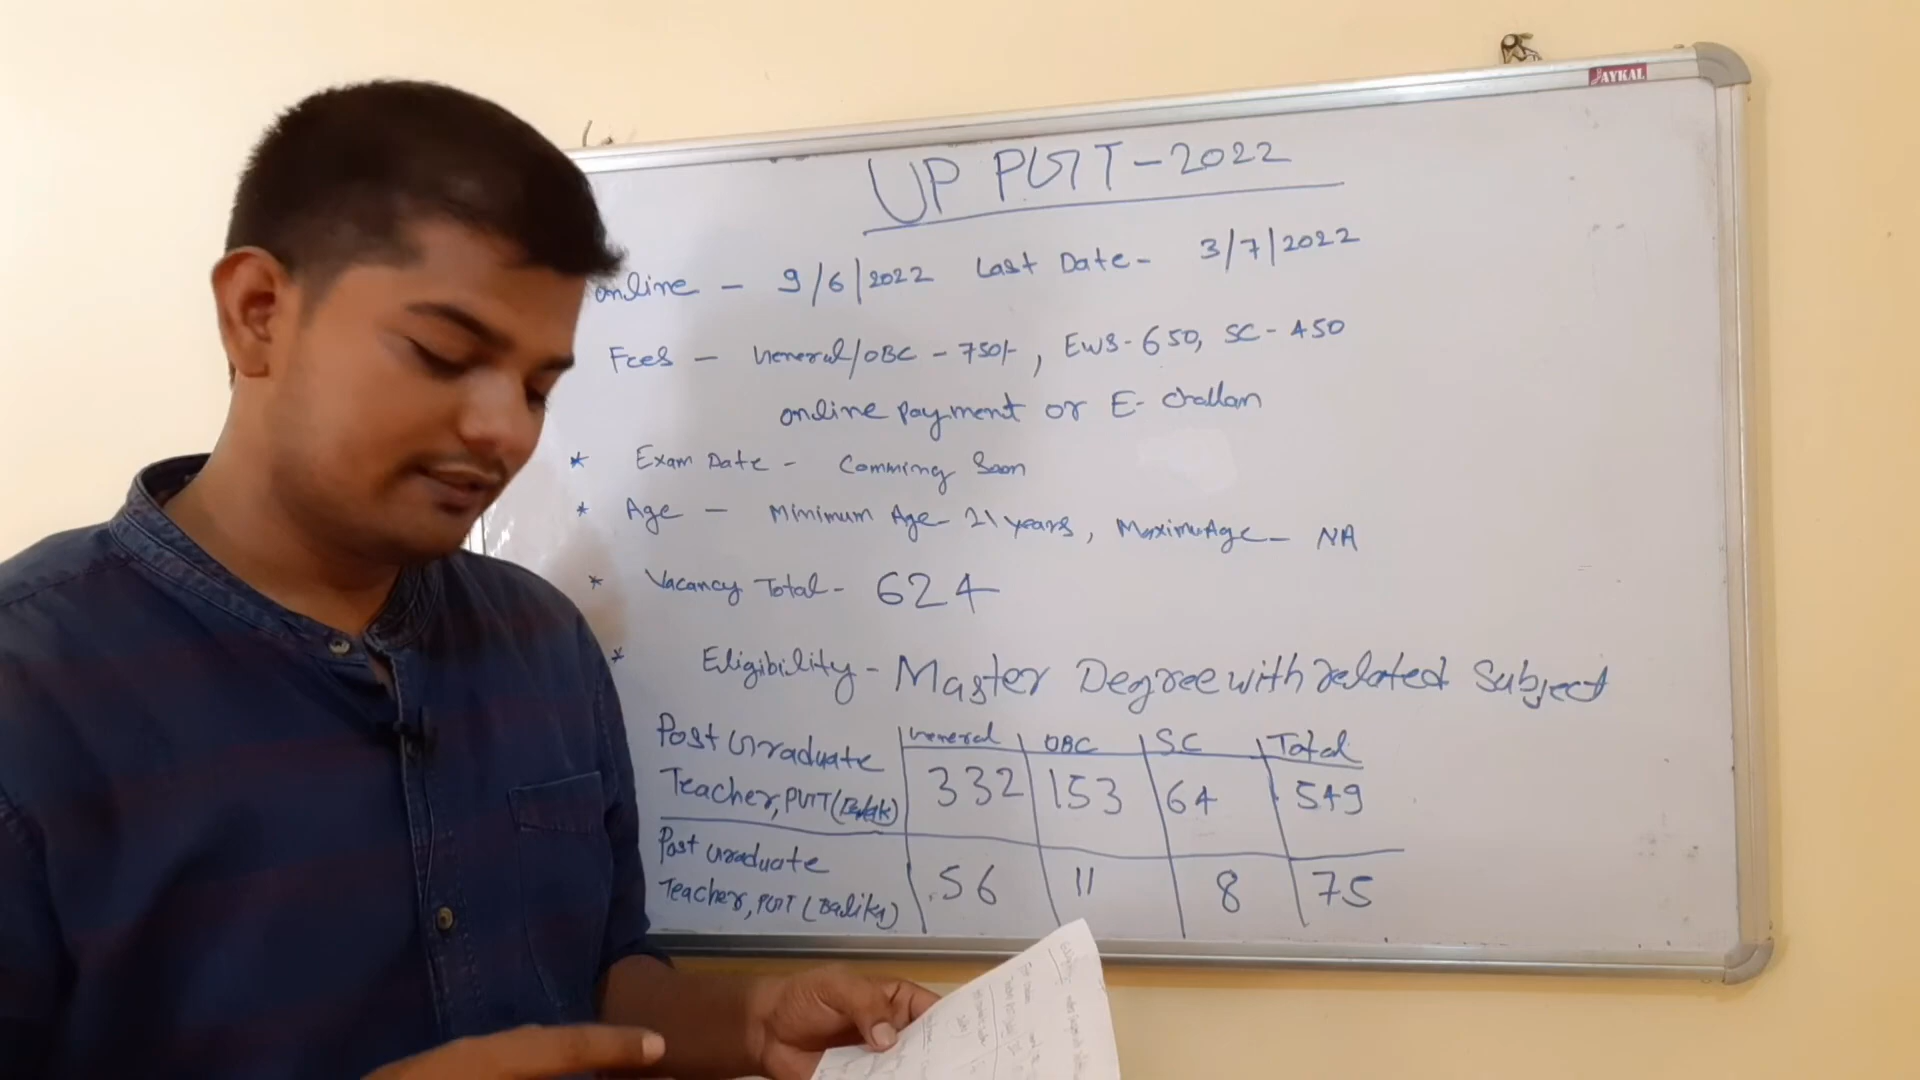 JAYKAL
UP PGT-2022
online - 9/6/2022 Last Date - 3/7/2022
Fees - General/OBC - 750/-, EWS-650, SC-450
online payment or E-challan
* Exam Date - Comming Soon
* Age - Minimum Age- 21 years, MaximuAge- NA
* Vacancy Total- 624
* Eligibility - Master Degree with related Subject
General OBC SC Total
Post Graduate
Teacher, PGT (Balak) 332 153 64 549
Post Graduate
Teacher, PGT (Balika) 56 11 8 75